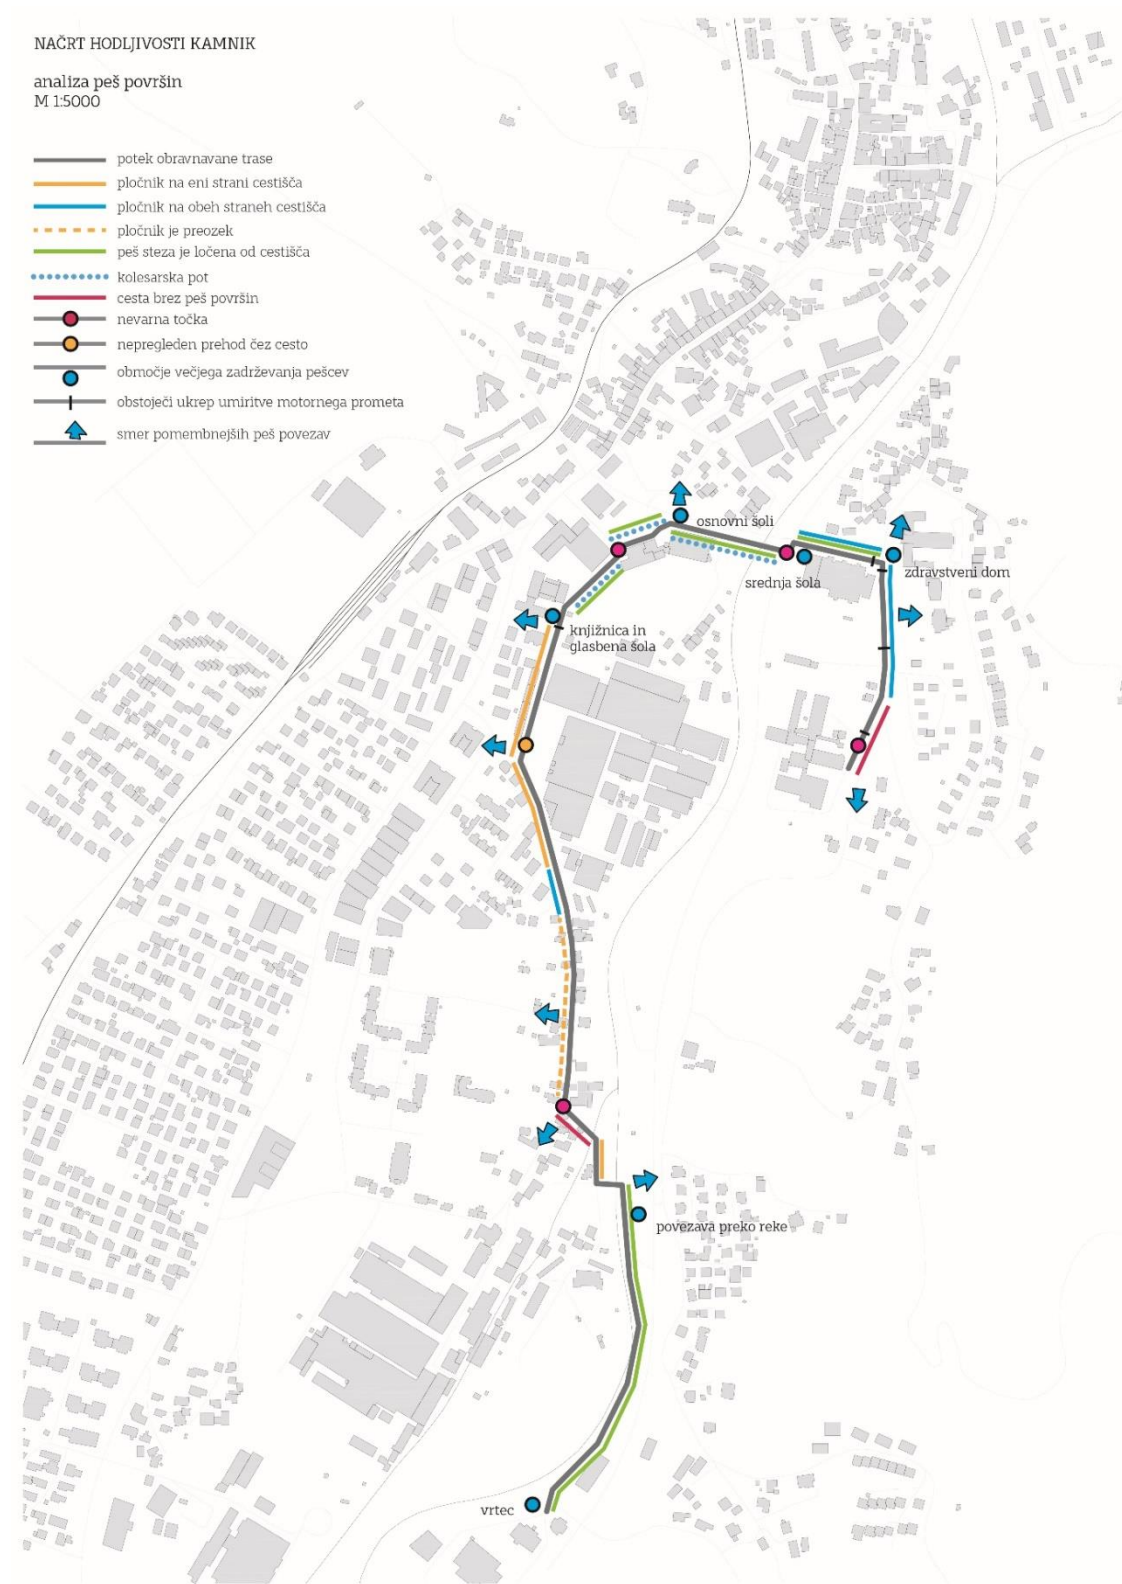 NAČRT HODLJIVOSTI KAMNIK
analiza peš površin
M 1:5000
potek obravnavane trase
pločnik na eni strani cestišča
pločnik na obeh straneh cestišča
pločnik je preozek
peš steza je ločena od cestišča
kolesarska pot
cesta brez peš površin
nevarna točka
nepregleden prehod čez cesto
območje večjega zadrževanja pešcev
obstoječi ukrep umiritve motornega prometa
smer pomembnejših peš povezav
osnovni šoli
srednja šola
zdravstveni dom
knjižnica in
glasbena šola
povezava preko reke
vrtec